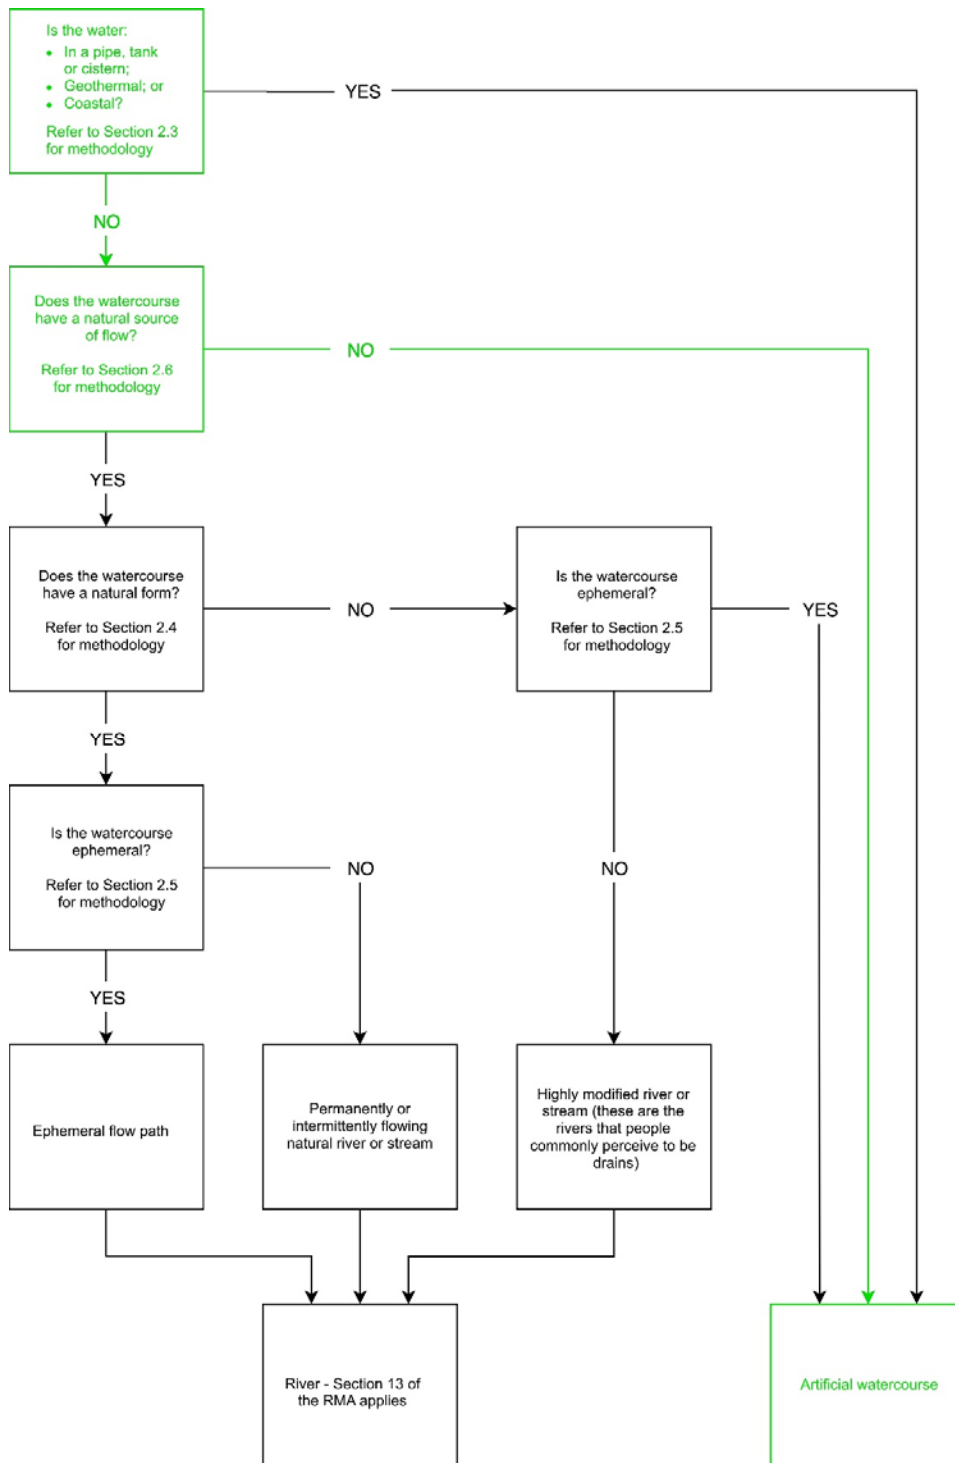 Is the water:
• In a pipe, tank
or cistern;
• Geothermal; or
• Coastal?
Refer to Section 2.3
for methodology
YES
NO
Does the watercourse
have a natural source
of flow?
Refer to Section 2.6
for methodology
NO
YES
Does the watercourse
have a natural form?
Refer to Section 2.4
for methodology
NO
Is the watercourse
ephemeral?
Refer to Section 2.5
for methodology
YES
YES
Is the watercourse
ephemeral?
Refer to Section 2.5
for methodology
NO
NO
YES
Ephemeral flow path
Permanently or
intermittently flowing
natural river or stream
Highly modified river or
stream (these are the
rivers that people
commonly perceive to be
drains)
River - Section 13 of
the RMA applies
Artificial watercourse